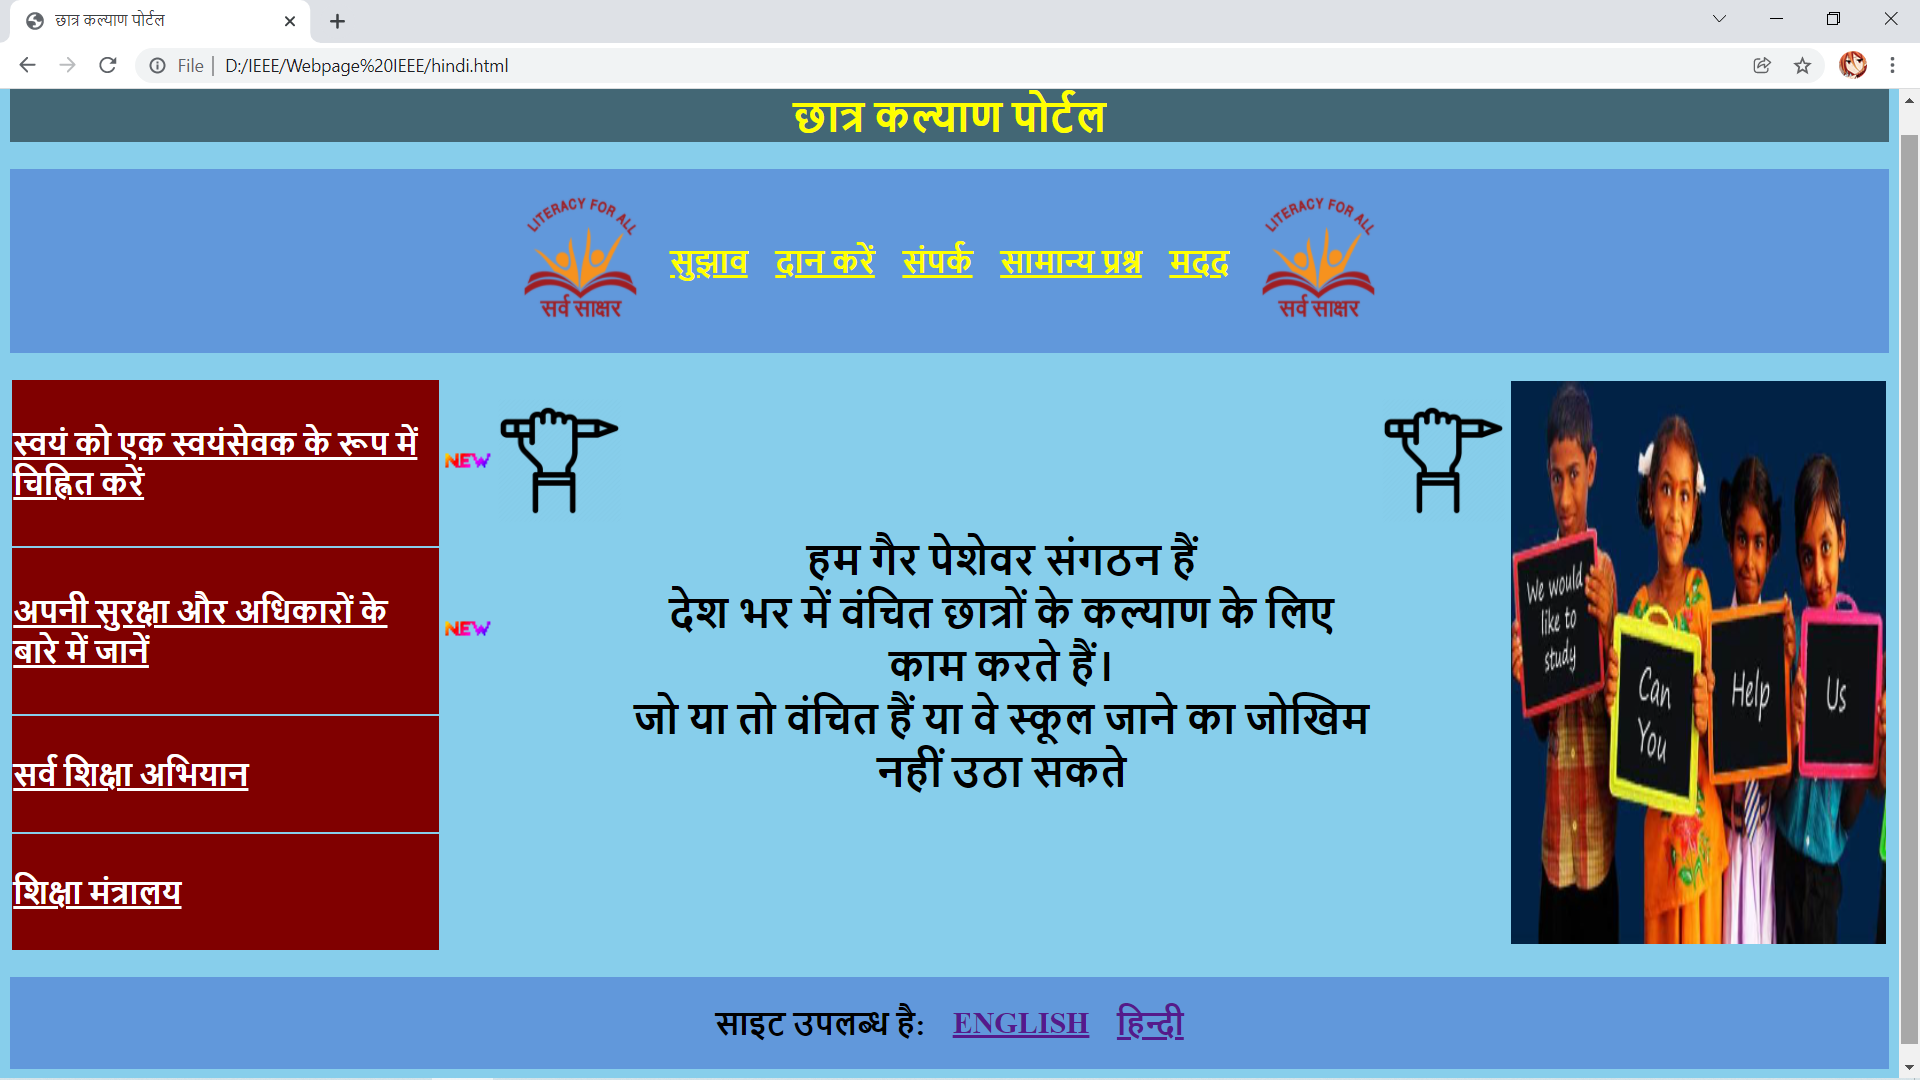 छात्र कल्याण पोर्टल
File | D:/IEEE/Webpage%20IEEE/hindi.html
छात्र कल्याण पोर्टल
LITERACY FOR ALL
सर्व साक्षर
सुझाव दान करें संपर्क सामान्य प्रश्न मदद
LITERACY FOR ALL
सर्व साक्षर
स्वयं को एक स्वयंसेवक के रूप में
चिह्नित करें
NEW
अपनी सुरक्षा और अधिकारों के
बारे में जानें
NEW
सर्व शिक्षा अभियान
शिक्षा मंत्रालय
हम गैर पेशेवर संगठन हैं
देश भर में वंचित छात्रों के कल्याण के लिए
काम करते हैं।
जो या तो वंचित हैं या वे स्कूल जाने का जोखिम
नहीं उठा सकते
We would
like to
study
Can
You
Help
Us
साइट उपलब्ध है: ENGLISH हिन्दी